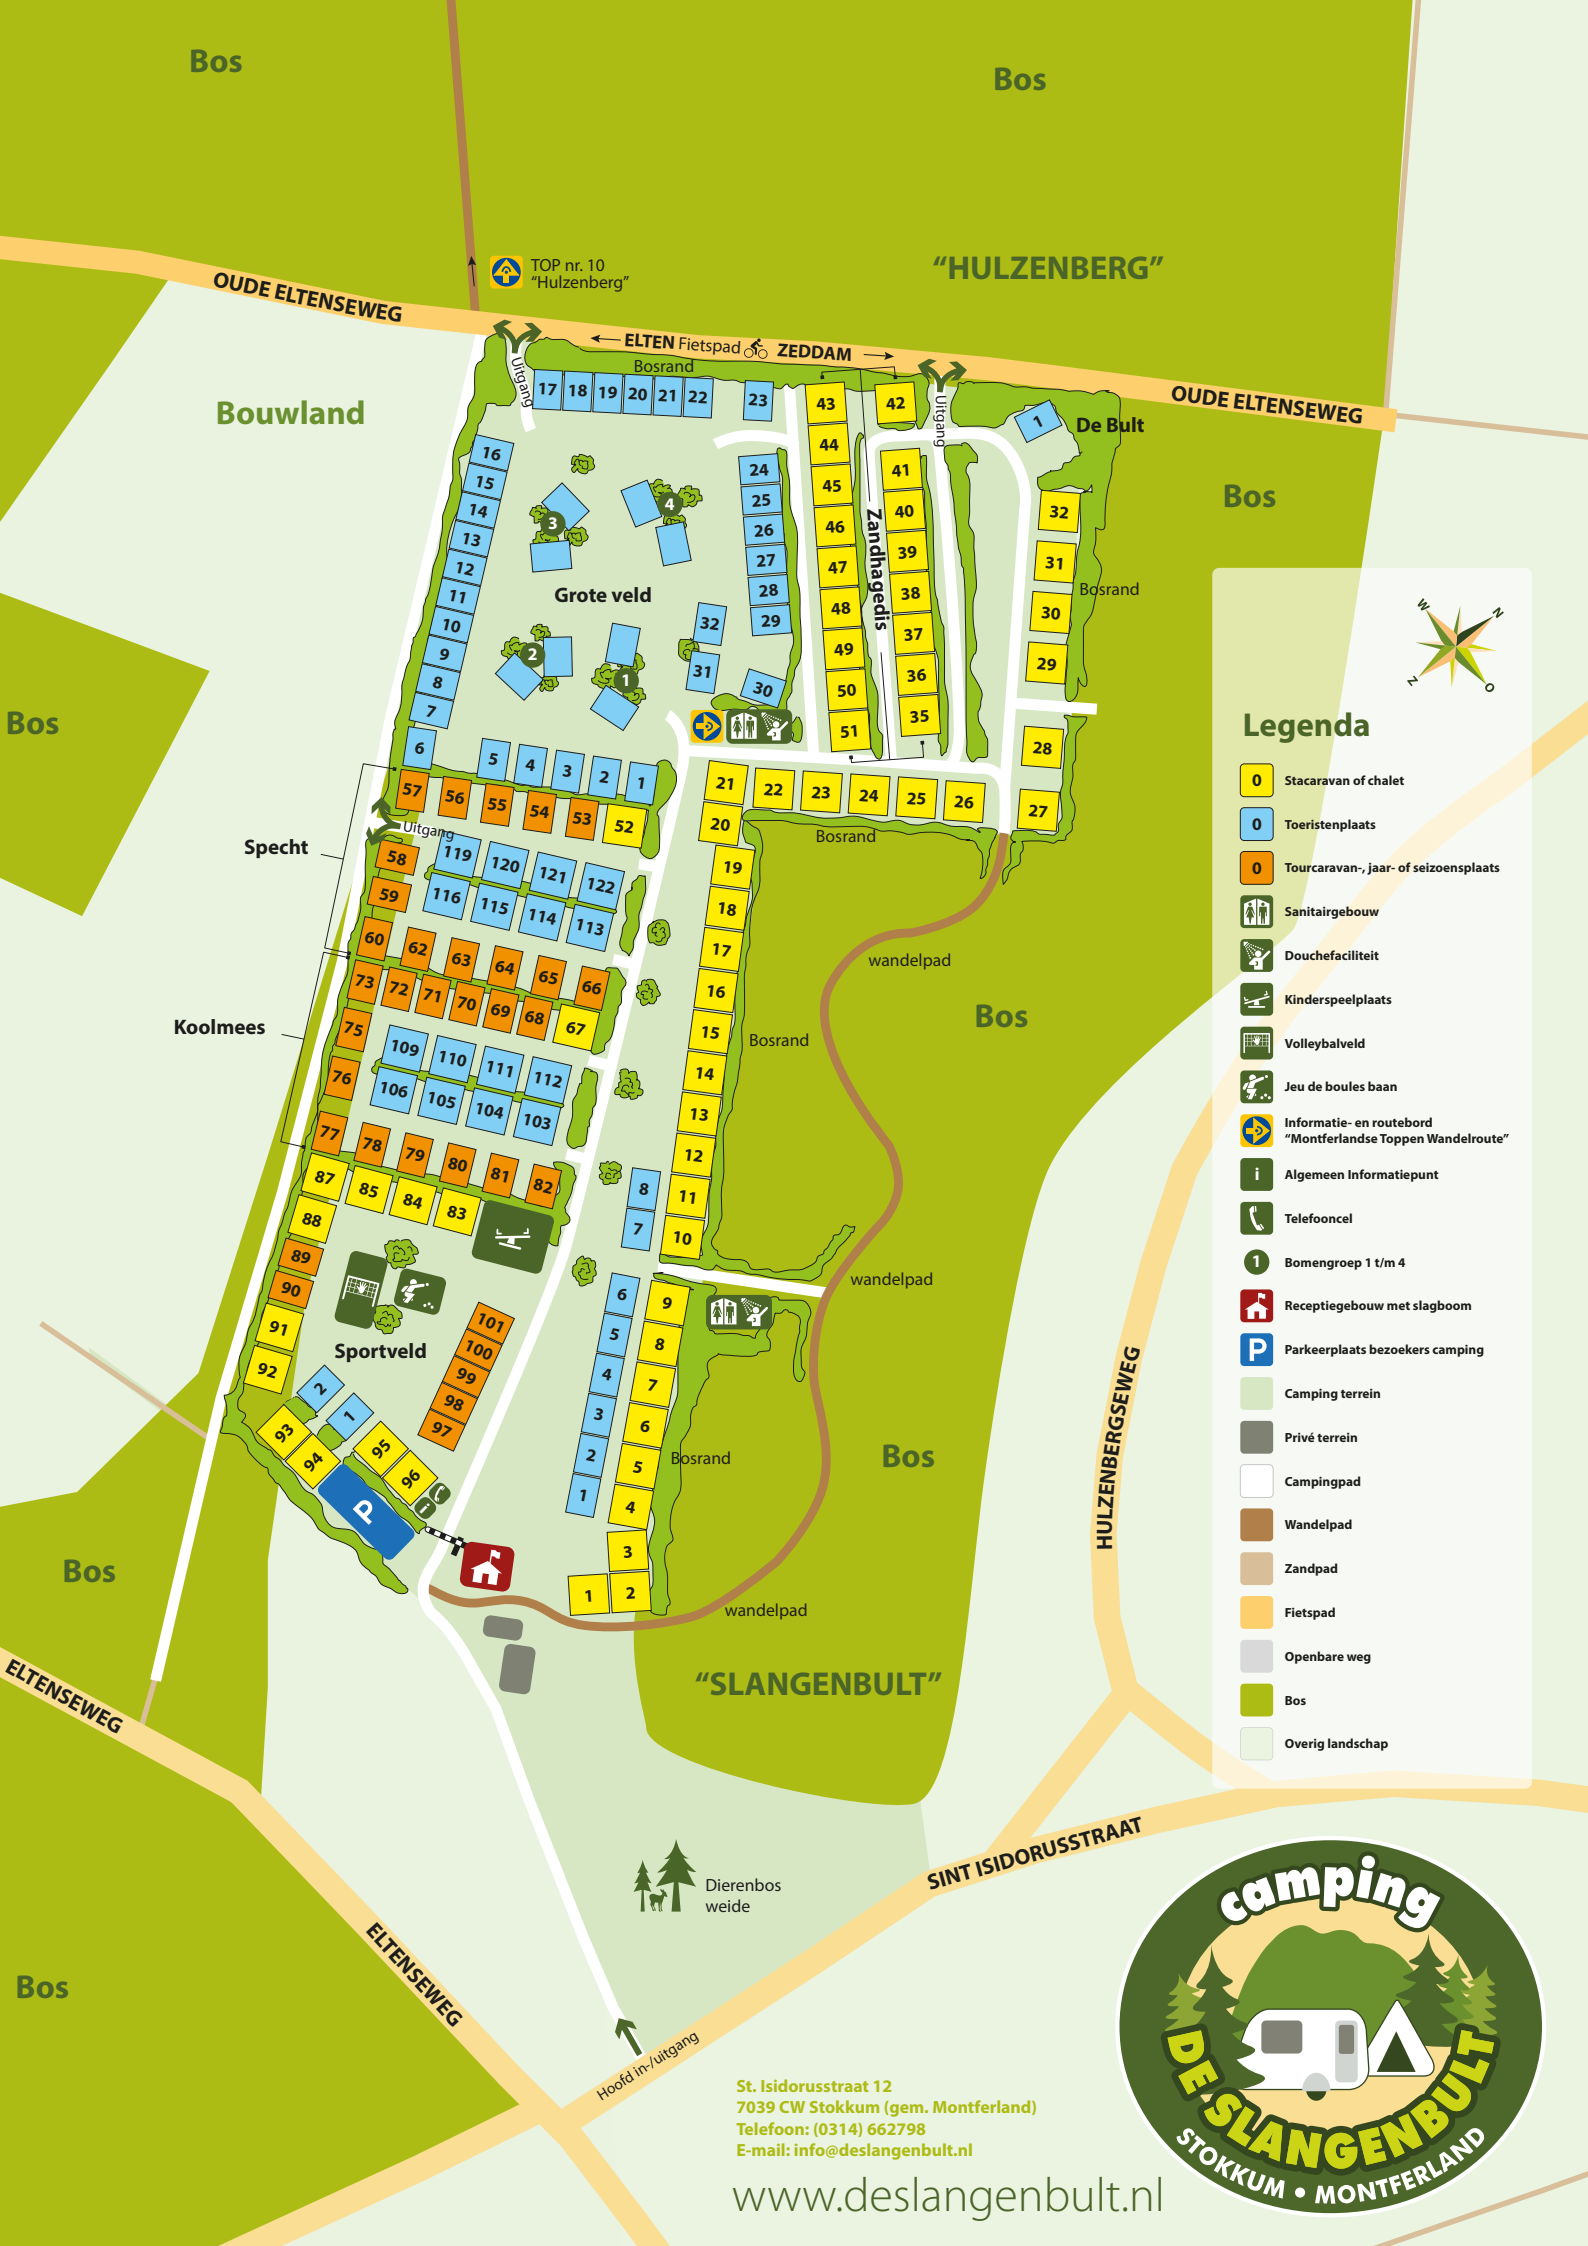 Bos
Bos
"HULZENBERG"
TOP nr. 10
"Hulzenberg"
OUDE ELTENSEWEG
ELTEN Fietspad ZEDDAM
OUDE ELTENSEWEG
Uitgang
Bosrand
Uitgang
Bouwland
De Bult
Bos
17 18 19 20 21 22 23
43 42 1
16
15
14
13
12
11
10
9
8
7
6
3
4
Grote veld
2
1
24
25
26
27
28
29
32
31
30
44
45
46
47
48
49
50
51
Zandhagedis
41
40
39
38
37
36
35
32
31
30
29
28
27
Bosrand
Bos
5 4 3 2 1
57 56 55 54 53 52
21 22 23 24 25 26
20
Bosrand
Uitgang
Specht
58
59
60
119 120 121 122
116 115 114 113
62 63 64 65 66
73 72 71 70 69 68 67
Koolmees
75
76
77
109 110 111 112
106 105 104 103
78 79 80 81 82
87 85 84 83
88
89
90
91
92
19
18
17
16
15
14
13
12
11
10
wandelpad
Bos
Bosrand
8
7
wandelpad
Sportveld
101
100
99
98
97
2
1
93
94
95
96
P
i
6
5
4
3
2
1
9
8
7
6
5
4
3
1 2
Bosrand
Bos
wandelpad
HULZENBERGSEWEG
Bos
"SLANGENBULT"
ELTENSEWEG
Dierenbos
weide
SINT ISIDORUSSTRAAT
ELTENSEWEG
Bos
Hoofd in-/uitgang
W N
Z O
Legenda
0 Stacaravan of chalet
0 Toeristenplaats
0 Tourcaravan-, jaar- of seizoensplaats
Sanitairgebouw
Douchefaciliteit
Kinderspeelplaats
Volleybalveld
Jeu de boules baan
Informatie- en routebord
"Montferlandse Toppen Wandelroute"
i Algemeen Informatiepunt
Telefooncel
1 Bomengroep 1 t/m 4
Receptiegebouw met slagboom
P Parkeerplaats bezoekers camping
Camping terrein
Privé terrein
Campingpad
Wandelpad
Zandpad
Fietspad
Openbare weg
Bos
Overig landschap
St. Isidorusstraat 12
7039 CW Stokkum (gem. Montferland)
Telefoon: (0314) 662798
E-mail: info@deslangenbult.nl
www.deslangenbult.nl
camping
DE SLANGENBULT
STOKKUM • MONTFERLAND